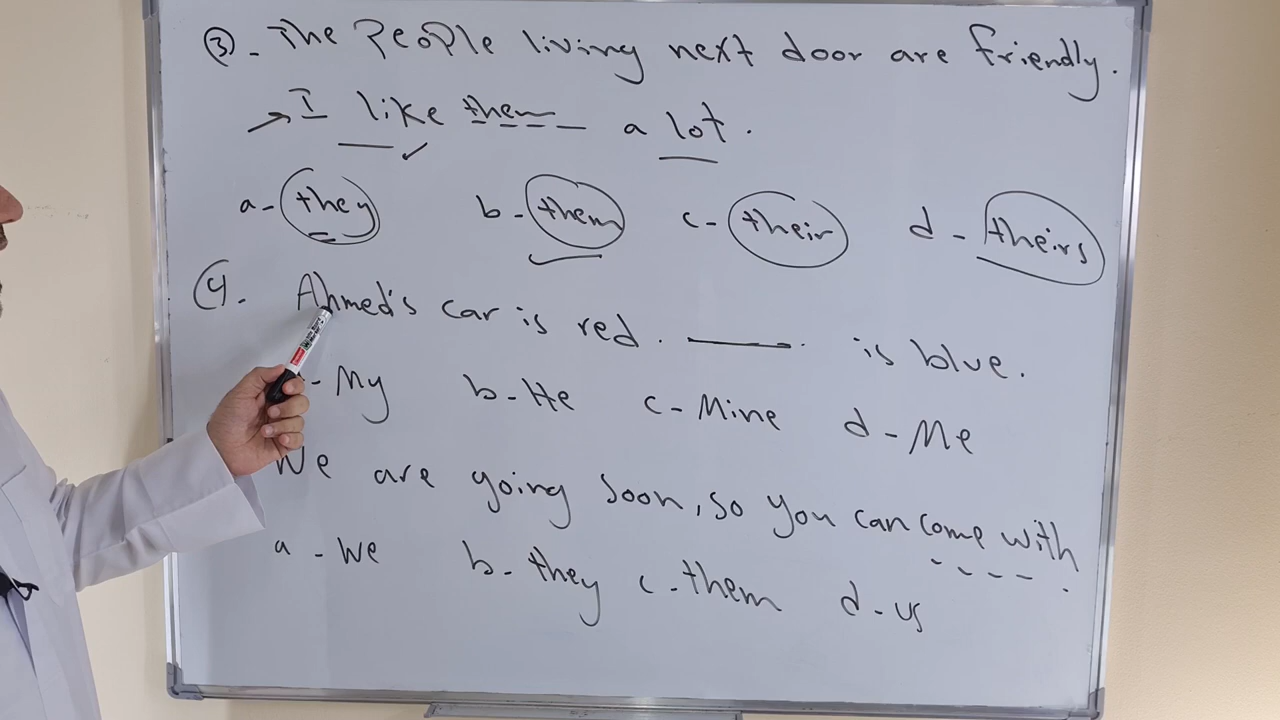 3. The People living next door are friendly.
→ I like them a lot.
a- they b- them c- their d- theirs
4. Ahmed's car is red. ______ is blue.
- My b- He c- Mine d- Me
We are going soon, so you can come with ----.
a- We b- they c- them d- us